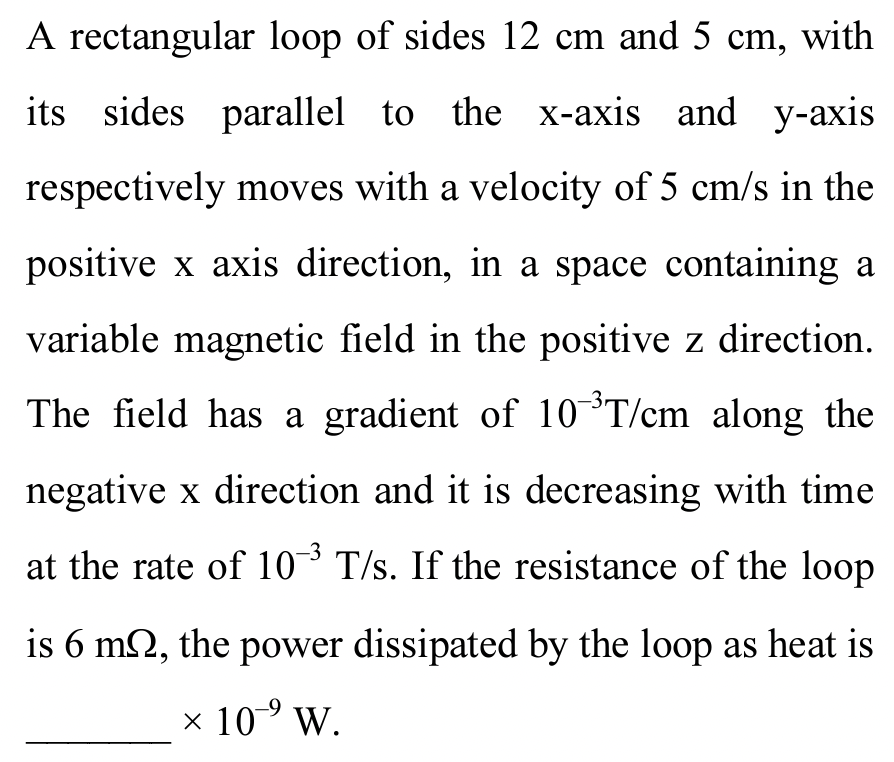 A rectangular loop of sides 12 cm and 5 cm, with
its sides parallel to the x-axis and y-axis
respectively moves with a velocity of 5 cm/s in the
positive x axis direction, in a space containing a
variable magnetic field in the positive z direction.
The field has a gradient of 10⁻³T/cm along the
negative x direction and it is decreasing with time
at the rate of 10⁻³ T/s. If the resistance of the loop
is 6 mΩ, the power dissipated by the loop as heat is
_______ × 10⁻⁹ W.